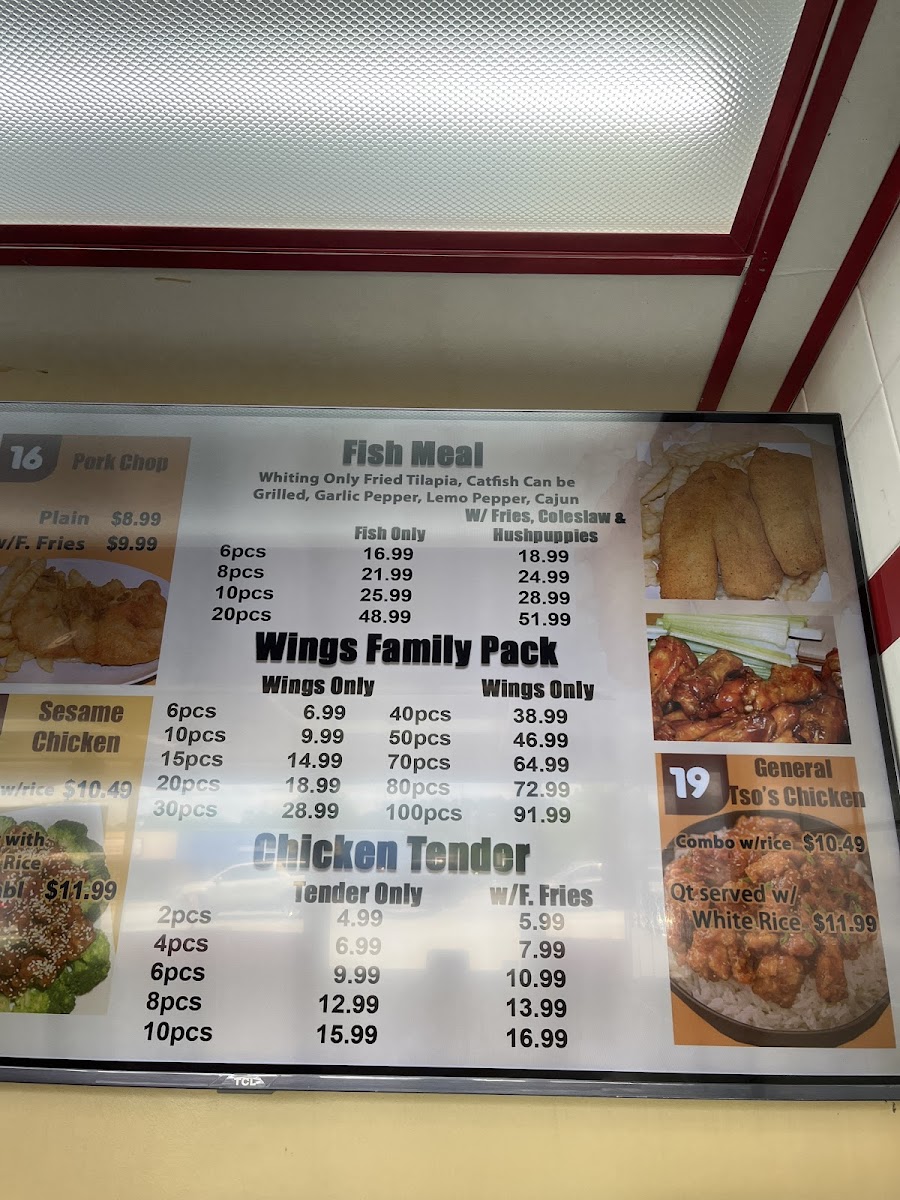 16 Pork Chop
Plain $8.99
w/F. Fries $9.99
Sesame
Chicken
w/rice $10.49
with
Rice
$11.99
Fish Meal
Whiting Only Fried Tilapia, Catfish Can be
Grilled, Garlic Pepper, Lemo Pepper, Cajun
W/ Fries, Coleslaw &
Fish Only Hushpuppies
6pcs 16.99 18.99
8pcs 21.99 24.99
10pcs 25.99 28.99
20pcs 48.99 51.99
Wings Family Pack
Wings Only Wings Only
6pcs 6.99 40pcs 38.99
10pcs 9.99 50pcs 46.99
15pcs 14.99 70pcs 64.99
20pcs 18.99 80pcs 72.99
30pcs 28.99 100pcs 91.99
Chicken Tender
Tender Only w/F. Fries
2pcs 4.99 5.99
4pcs 6.99 7.99
6pcs 9.99 10.99
8pcs 12.99 13.99
10pcs 15.99 16.99
19 General
Tso's Chicken
Combo w/rice $10.49
Qt served w/
White Rice $11.99
TCL